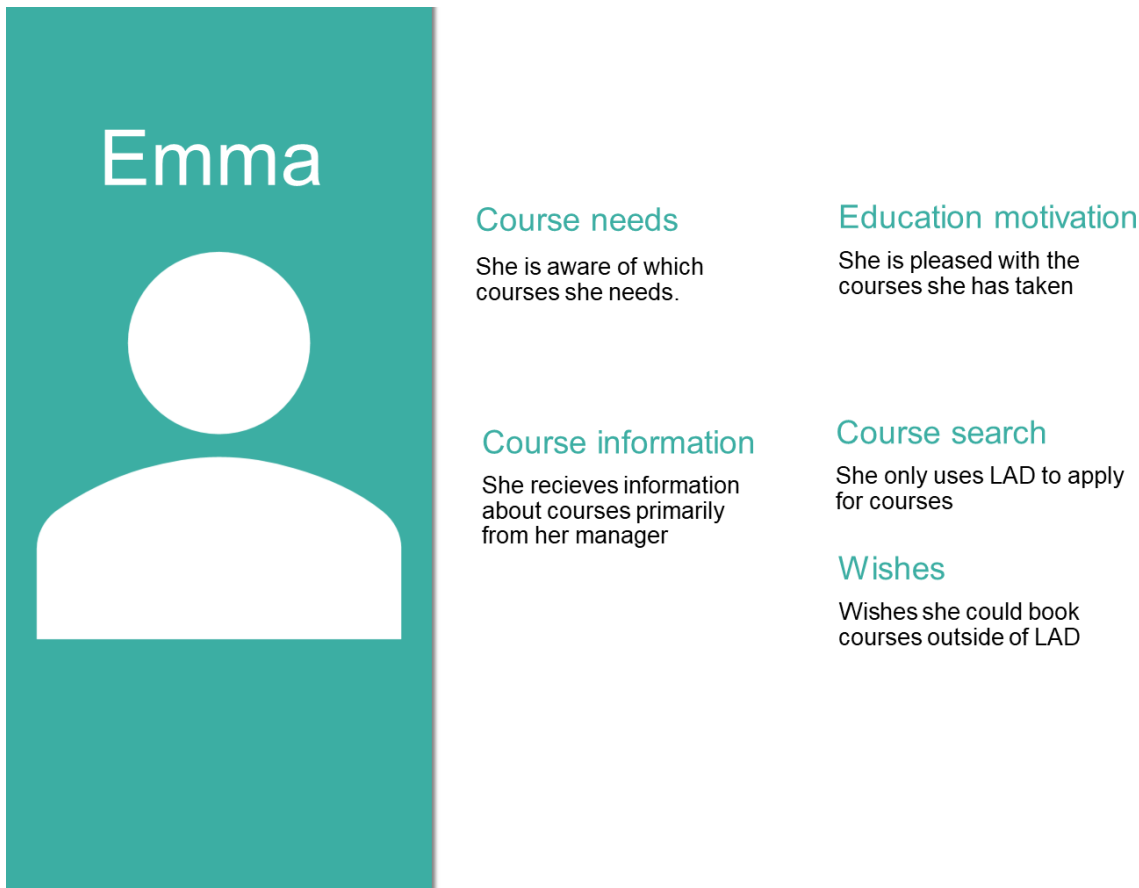 Emma
Course needs
She is aware of which
courses she needs.
Education motivation
She is pleased with the
courses she has taken
Course information
She recieves information
about courses primarily
from her manager
Course search
She only uses LAD to apply
for courses
Wishes
Wishes she could book
courses outside of LAD